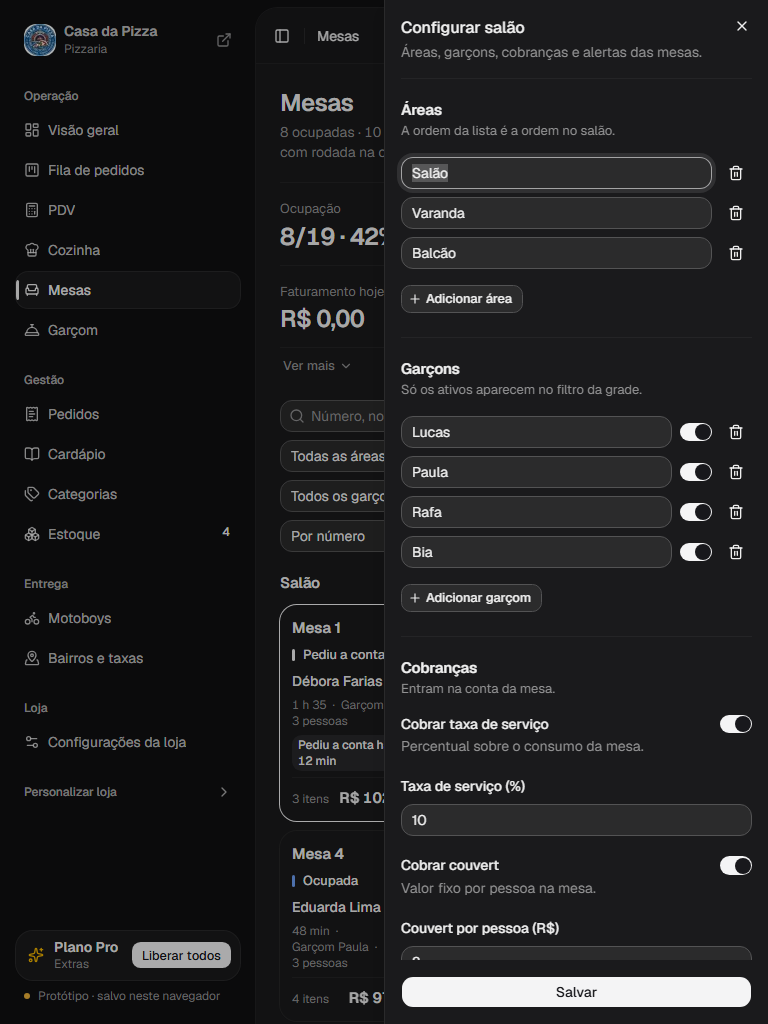 Casa da Pizza
Pizzaria
Operação
Visão geral
Fila de pedidos
PDV
Cozinha
Mesas
Garçom
Gestão
Pedidos
Cardápio
Categorias
Estoque
4
Entrega
Motoboys
Bairros e taxas
Loja
Configurações da loja
Personalizar loja
Plano Pro
Extras
Liberar todos
Protótipo · salvo neste navegador
Mesas
Mesas
8 ocupadas · 10
com rodada na
Ocupação
8/19 · 42%
Faturamento hoje
R$ 0,00
Ver mais
Número, no
Todas as áreas
Todos os garço
Por número
Salão
Mesa 1
Pediu a conta
Débora Farias
1 h 35 · Garçom
3 pessoas
Pediu a conta h
12 min
3 itens R$ 102
Mesa 4
Ocupada
Eduarda Lima
48 min ·
Garçom Paula ·
3 pessoas
4 itens R$ 97
Configurar salão
Áreas, garçons, cobranças e alertas das mesas.
Áreas
A ordem da lista é a ordem no salão.
Salão
Varanda
Balcão
Adicionar área
Garçons
Só os ativos aparecem no filtro da grade.
Lucas
Paula
Rafa
Bia
Adicionar garçom
Cobranças
Entram na conta da mesa.
Cobrar taxa de serviço
Percentual sobre o consumo da mesa.
Taxa de serviço (%)
10
Cobrar couvert
Valor fixo por pessoa na mesa.
Couvert por pessoa (R$)
Salvar